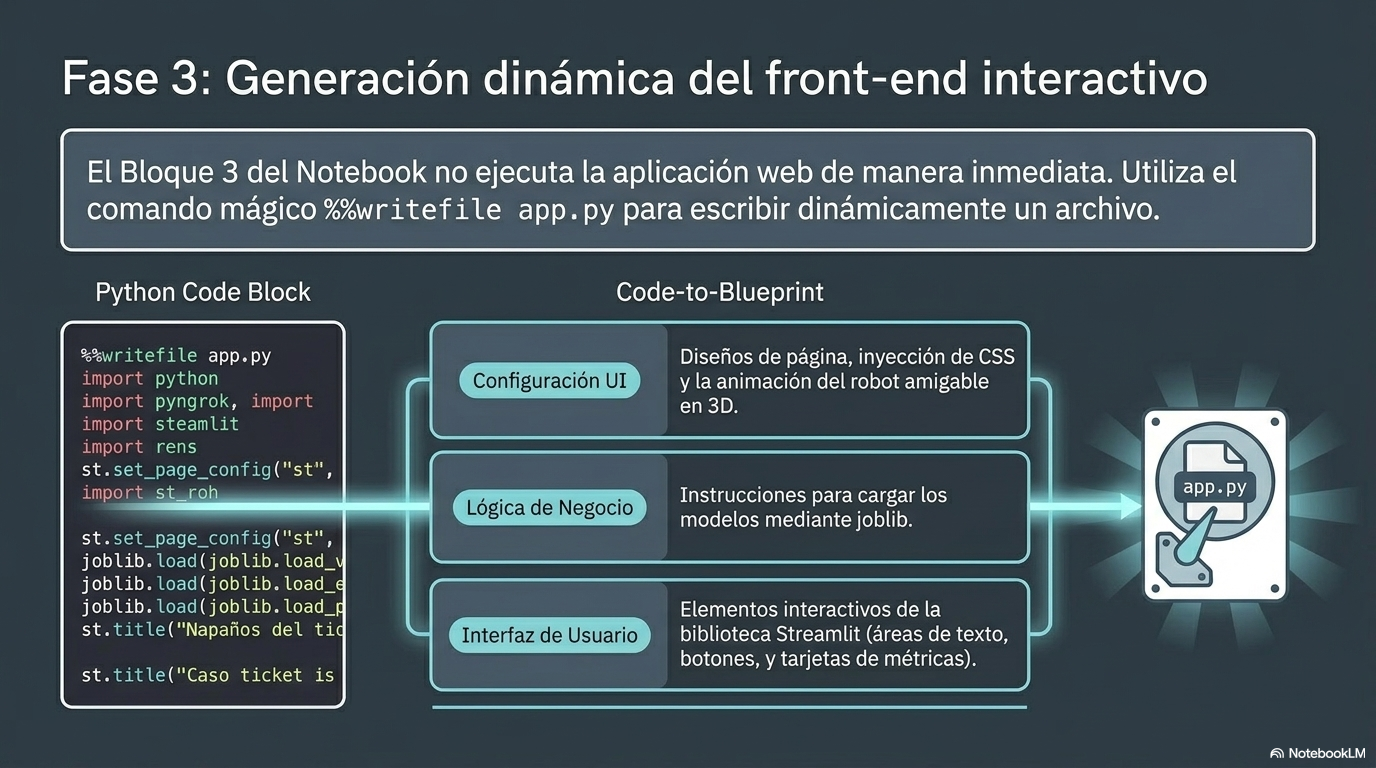 Fase 3: Generación dinámica del front-end interactivo
El Bloque 3 del Notebook no ejecuta la aplicación web de manera inmediata. Utiliza el
comando mágico %%writefile app.py para escribir dinámicamente un archivo.
Python Code Block
%%writefile app.py
import python
import pyngrok, import
import steamlit
import rens
st.set_page_config("st",
import st_roh
st.set_page_config("st",
joblib.load(joblib.load_v
joblib.load(joblib.load_e
joblib.load(joblib.load_p
st.title("Napaños del tic
st.title("Caso ticket is
Code-to-Blueprint
Configuración UI
Diseños de página, inyección de CSS
y la animación del robot amigable
en 3D.
Lógica de Negocio
Instrucciones para cargar los
modelos mediante joblib.
Interfaz de Usuario
Elementos interactivos de la
biblioteca Streamlit (áreas de texto,
botones, y tarjetas de métricas).
app.py
NotebookLM